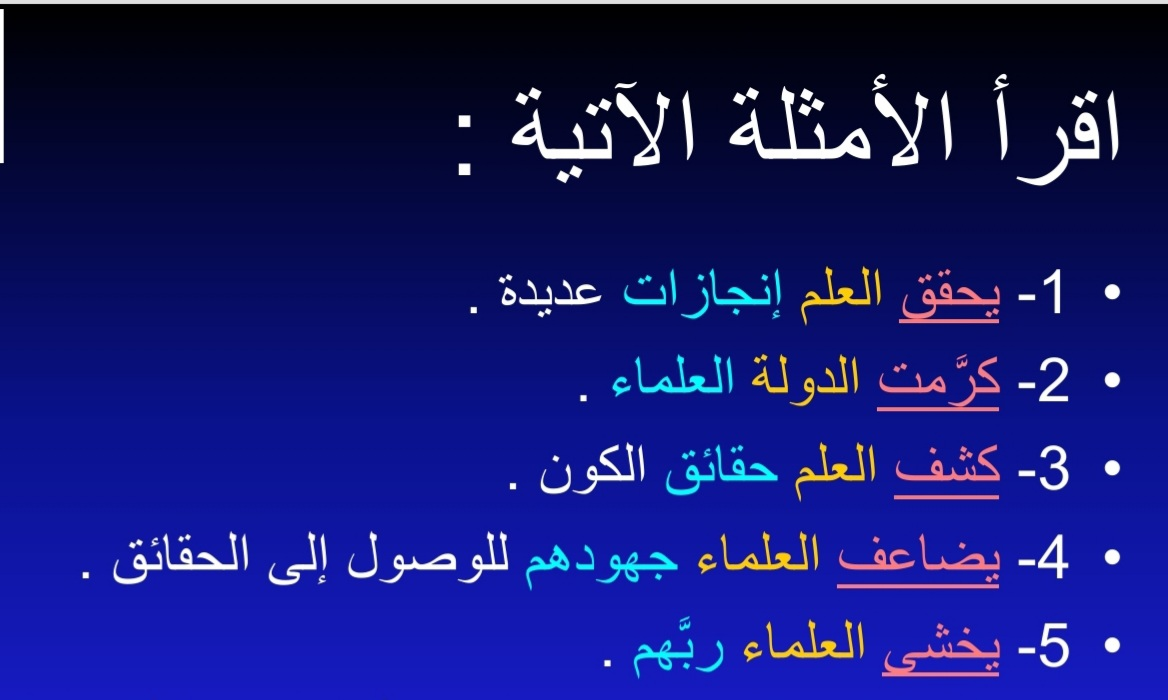 اقرأ الأمثلة الآتية :
• 1- يحقق العلم إنجازات عديدة .
• 2- كرَّمت الدولة العلماء .
• 3- كشف العلم حقائق الكون .
• 4- يضاعف العلماء جهودهم للوصول إلى الحقائق .
• 5- يخشى العلماء ربَّهم .